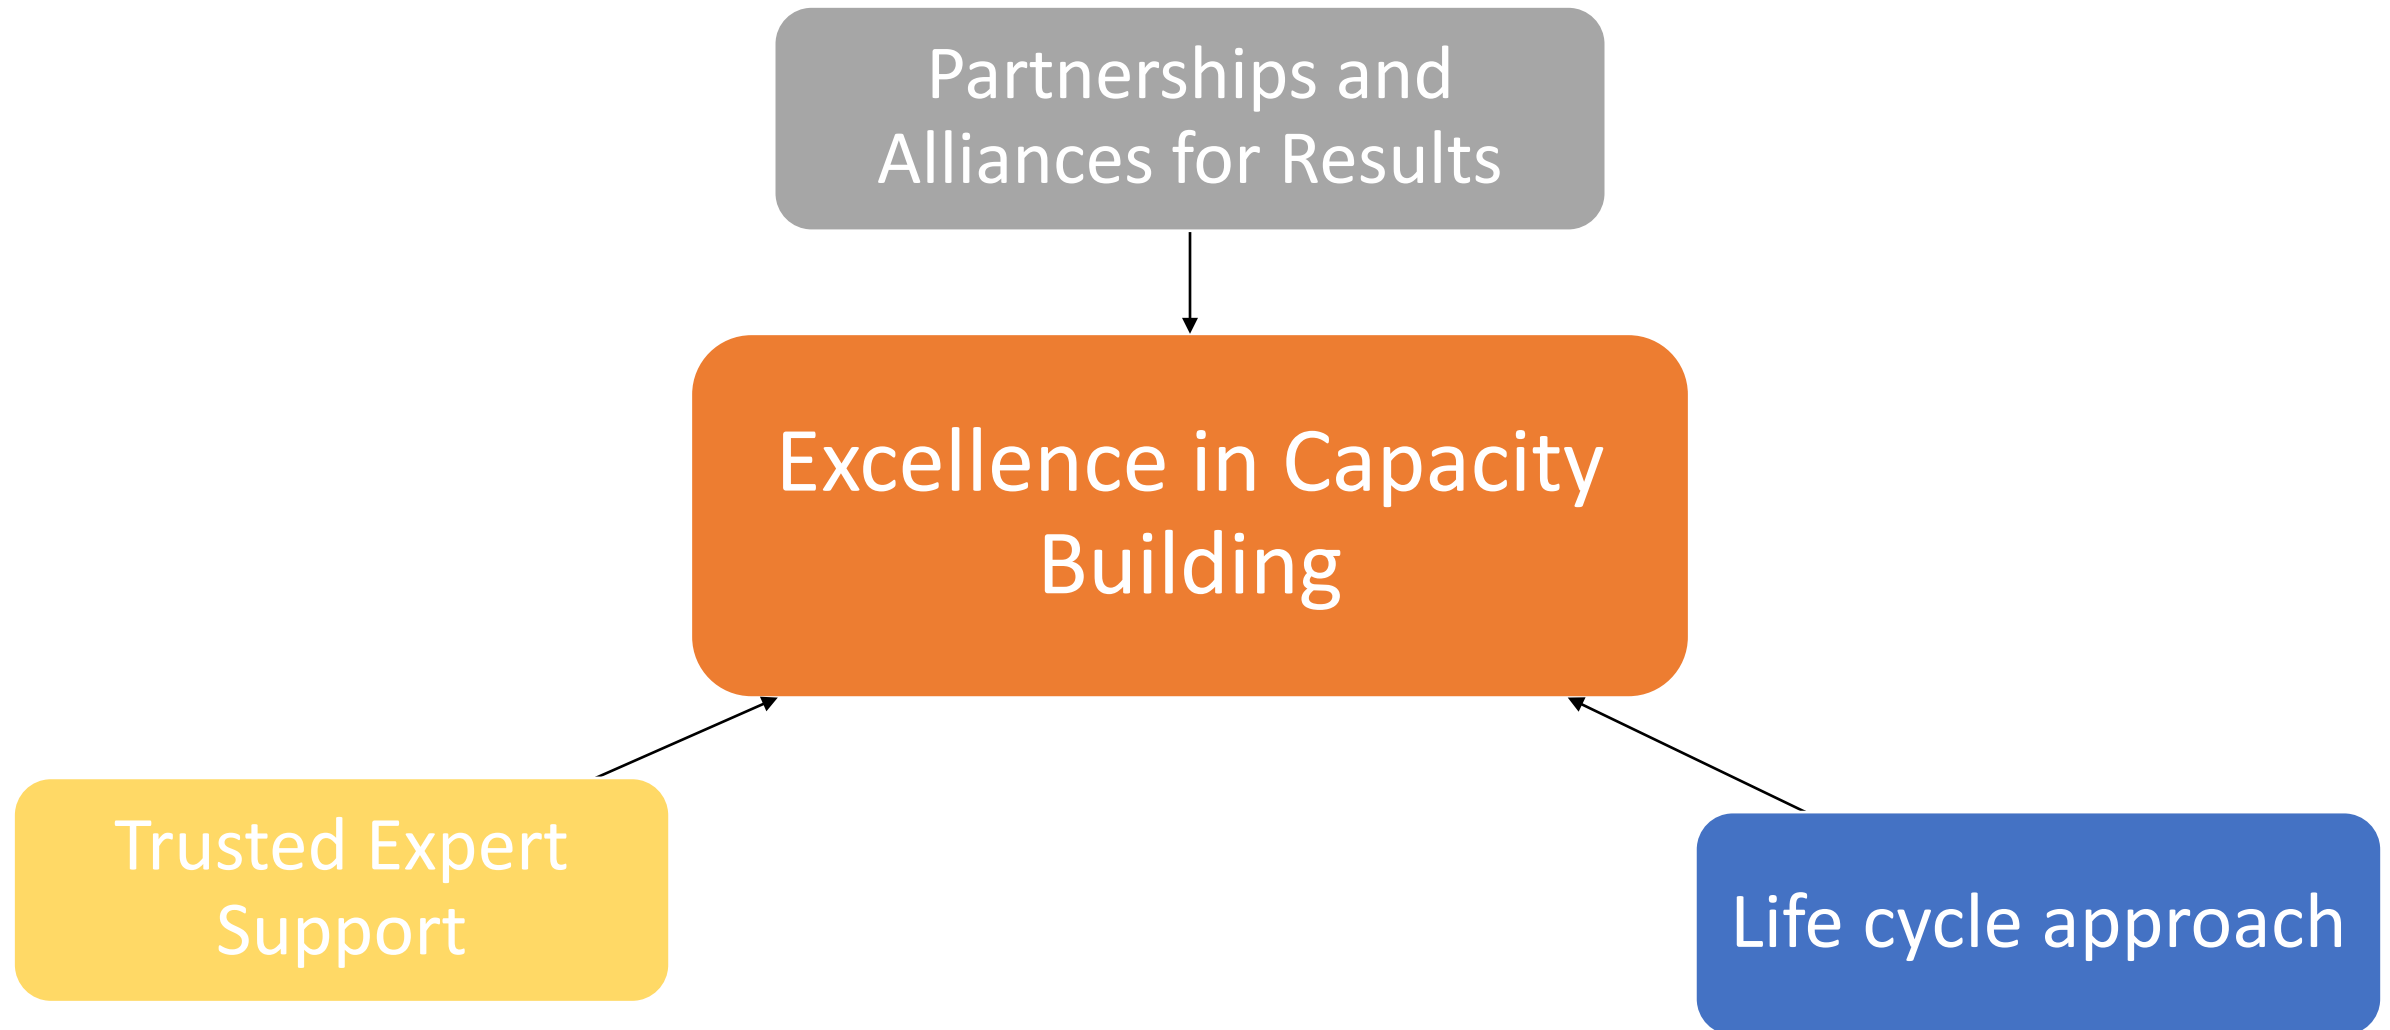 Partnerships and
Alliances for Results
Excellence in Capacity
Building
Trusted Expert
Support
Life cycle approach